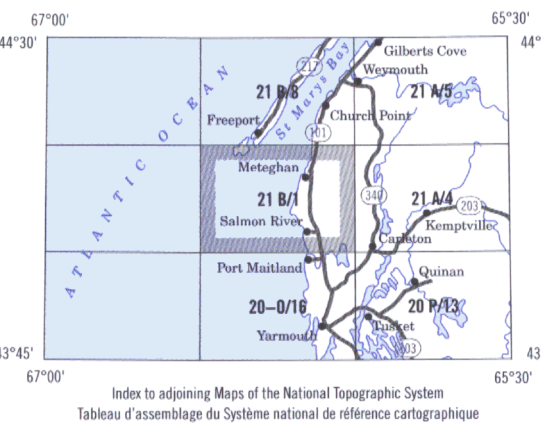 67°00' 65°30'
44°30' 44°
217
Gilberts Cove
Weymouth
ATLANTIC OCEAN
St Marys Bay
21 B/8 21 A/5
Freeport
Church Point
101
Meteghan
21 B/1 340 21 A/4 203
Salmon River
Kemptville
Carleton
Port Maitland
Quinan
20-O/16 20 P/13
Yarmouth Tusket
103
43°45' 43
67°00' 65°30'
Index to adjoining Maps of the National Topographic System
Tableau d'assemblage du Système national de référence cartographique